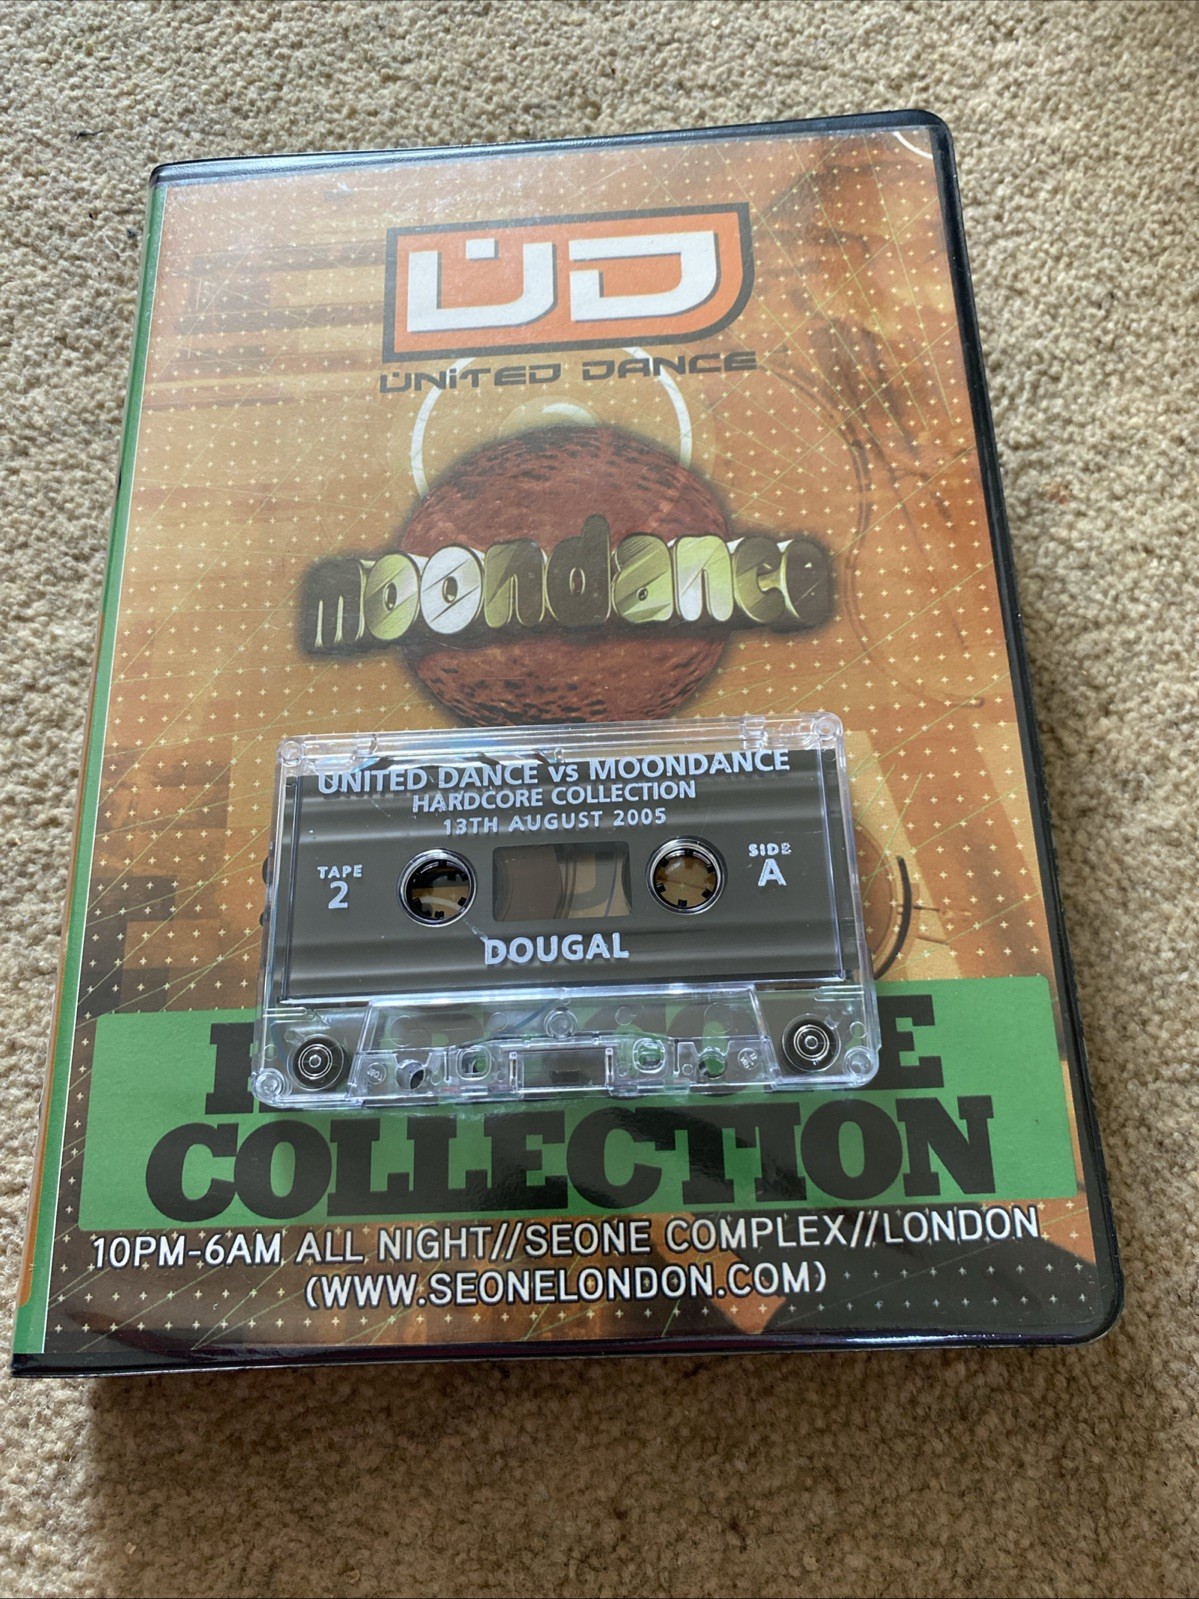 UD
UNITED DANCE
moondance
UNITED DANCE vs MOONDANCE
HARDCORE COLLECTION
13TH AUGUST 2005
TAPE
2
SIDE
A
DOUGAL
COLLECTION
10PM-6AM ALL NIGHT//SEONE COMPLEX//LONDON
(WWW.SEONELONDON.COM)